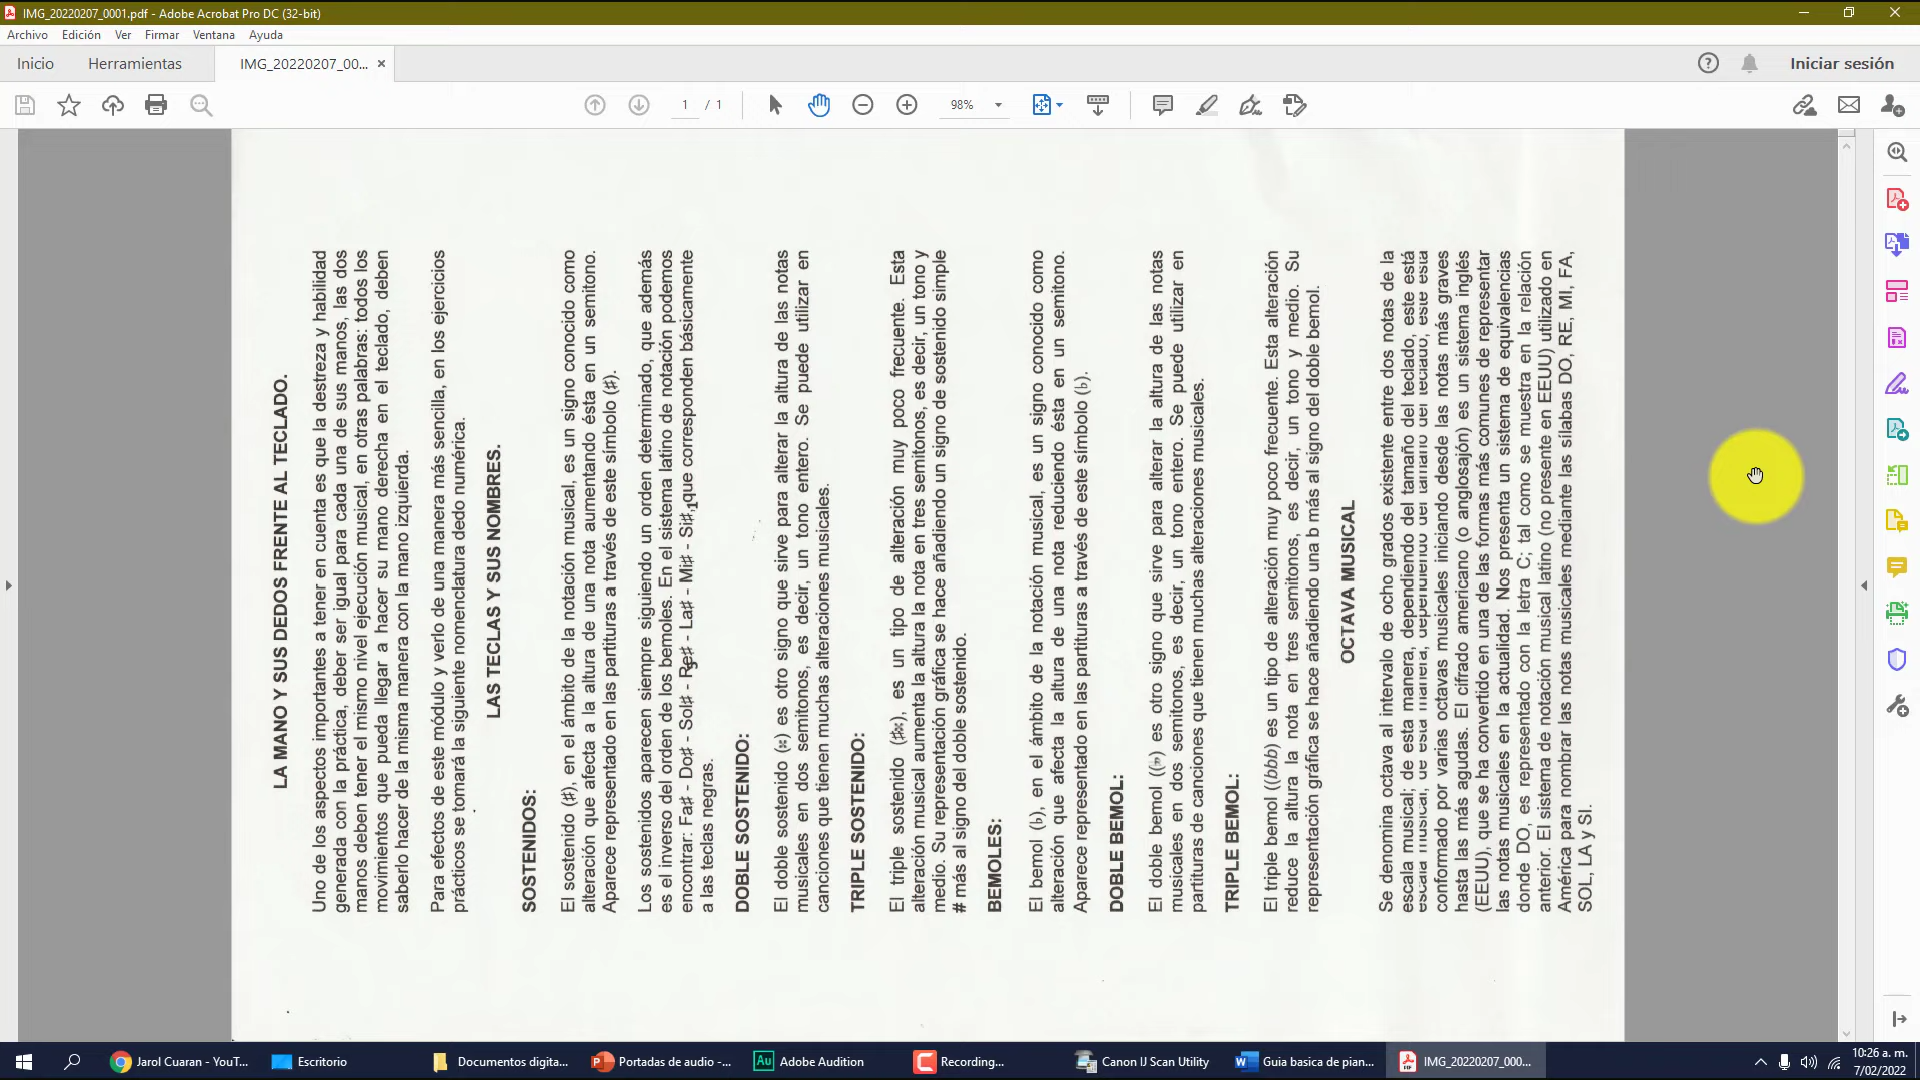 IMG_20220207_0001.pdf - Adobe Acrobat Pro DC (32-bit)
Archivo Edición Ver Firmar Ventana Ayuda
Inicio Herramientas IMG_20220207_00... × Iniciar sesión
1 / 1 98%
LA MANO Y SUS DEDOS FRENTE AL TECLADO.
Uno de los aspectos importantes a tener en cuenta es que la destreza y habilidad
generada con la práctica, deber ser igual para cada una de sus manos, las dos
manos deben tener el mismo nivel ejecución musical, en otras palabras: todos los
movimientos que pueda llegar a hacer su mano derecha en el teclado, deben
saberlo hacer de la misma manera con la mano izquierda.
Para efectos de este módulo y verlo de una manera más sencilla, en los ejercicios
prácticos se tomará la siguiente nomenclatura dedo numérica.
LAS TECLAS Y SUS NOMBRES.
SOSTENIDOS:
El sostenido (♯), en el ámbito de la notación musical, es un signo conocido como
alteración que afecta a la altura de una nota aumentando ésta en un semitono.
Aparece representado en las partituras a través de este símbolo (♯).
Los sostenidos aparecen siempre siguiendo un orden determinado, que además
es el inverso del orden de los bemoles. En el sistema latino de notación podemos
encontrar: Fa♯ - Do♯ - Sol♯ - Re♯ - La♯ - Mi♯ - Si♯, que corresponden básicamente
a las teclas negras.
DOBLE SOSTENIDO:
El doble sostenido (𝄪) es otro signo que sirve para alterar la altura de las notas
musicales en dos semitonos, es decir, un tono entero. Se puede utilizar en
canciones que tienen muchas alteraciones musicales.
TRIPLE SOSTENIDO:
El triple sostenido (♯𝄪), es un tipo de alteración muy poco frecuente. Esta
alteración musical aumenta la altura la nota en tres semitonos, es decir, un tono y
medio. Su representación gráfica se hace añadiendo un signo de sostenido simple
# más al signo del doble sostenido.
BEMOLES:
El bemol (♭), en el ámbito de la notación musical, es un signo conocido como
alteración que afecta la altura de una nota reduciendo ésta en un semitono.
Aparece representado en las partituras a través de este símbolo (♭).
DOBLE BEMOL:
El doble bemol ((𝄫) es otro signo que sirve para alterar la altura de las notas
musicales en dos semitonos, es decir, un tono entero. Se puede utilizar en
partituras de canciones que tienen muchas alteraciones musicales.
TRIPLE BEMOL:
El triple bemol ((bbb) es un tipo de alteración muy poco frecuente. Esta alteración
reduce la altura la nota en tres semitonos, es decir, un tono y medio. Su
representación gráfica se hace añadiendo una b más al signo del doble bemol.
OCTAVA MUSICAL
Se denomina octava al intervalo de ocho grados existente entre dos notas de la
escala musical; de esta manera, dependiendo del tamaño del teclado, este está
escala musical, de esta manera, dependiendo del tamaño del teclado, este está
conformado por varias octavas musicales iniciando desde las notas más graves
hasta las más agudas. El cifrado americano (o anglosajón) es un sistema inglés
(EEUU), que se ha convertido en una de las formas más comunes de representar
las notas musicales en la actualidad. Nos presenta un sistema de equivalencias
donde DO, es representado con la letra C; tal como se muestra en la relación
anterior. El sistema de notación musical latino (no presente en EEUU) utilizado en
América para nombrar las notas musicales mediante las sílabas DO, RE, MI, FA,
SOL, LA y SI.
Jarol Cuaran - YouT... Escritorio Documentos digita... Portadas de audio -... Adobe Audition Recording... Canon IJ Scan Utility Guia basica de pian... IMG_20220207_000... 10:26 a. m.
7/02/2022